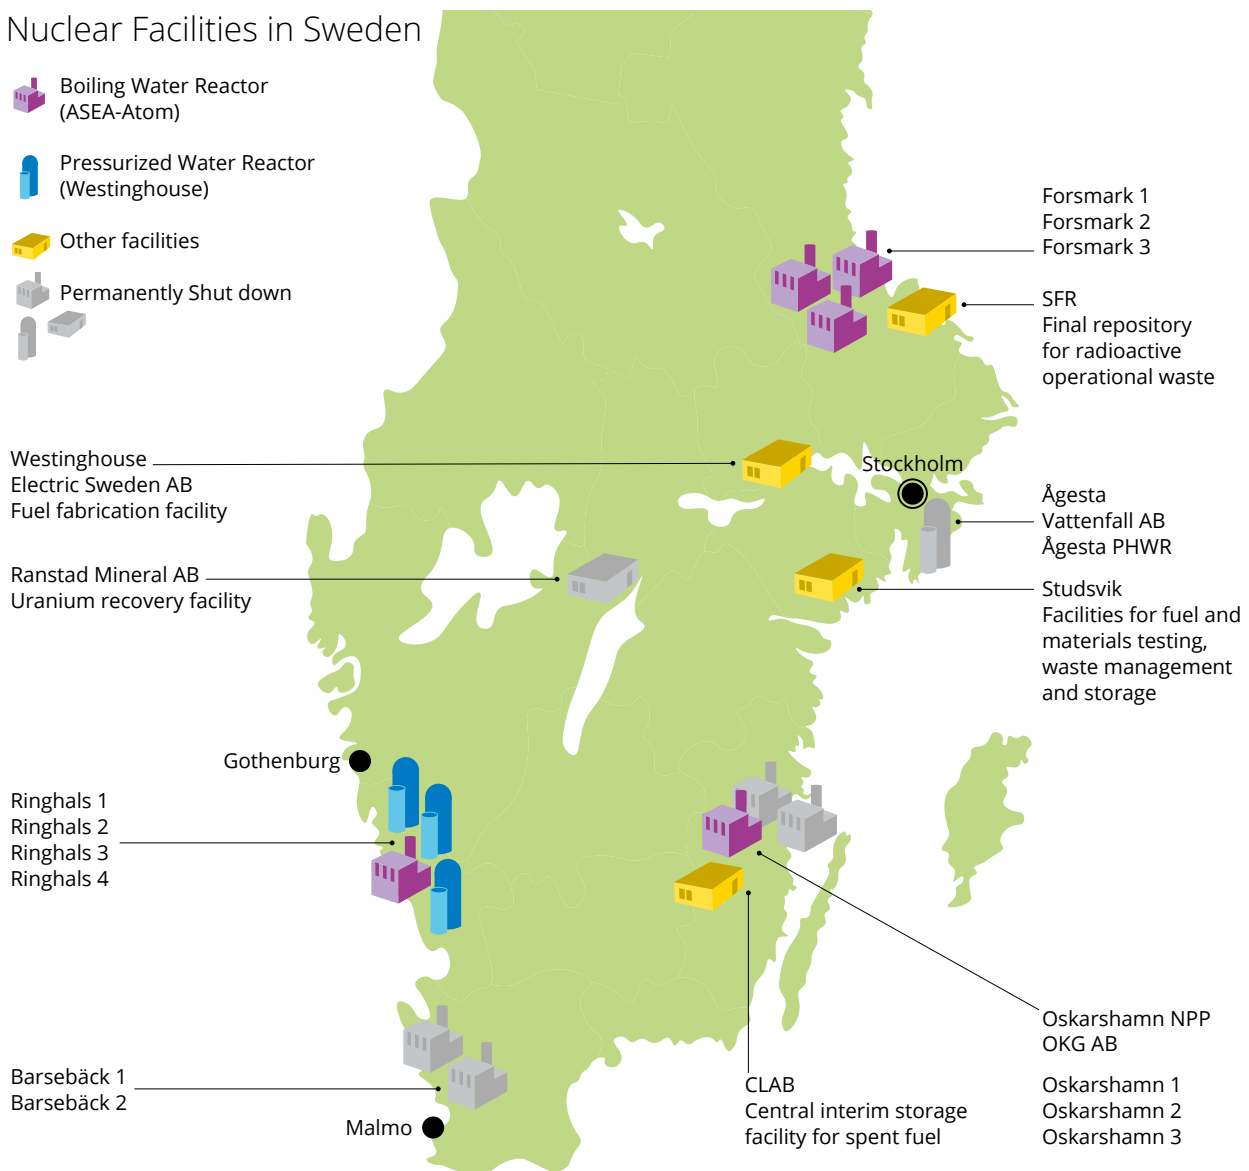 Nuclear Facilities in Sweden
Boiling Water Reactor
(ASEA-Atom)
Pressurized Water Reactor
(Westinghouse)
Other facilities
Permanently Shut down
Forsmark 1
Forsmark 2
Forsmark 3
SFR
Final repository
for radioactive
operational waste
Westinghouse
Electric Sweden AB
Fuel fabrication facility
Stockholm
Ågesta
Vattenfall AB
Ågesta PHWR
Ranstad Mineral AB
Uranium recovery facility
Studsvik
Facilities for fuel and
materials testing,
waste management
and storage
Gothenburg
Ringhals 1
Ringhals 2
Ringhals 3
Ringhals 4
Oskarshamn NPP
OKG AB
Oskarshamn 1
Oskarshamn 2
Oskarshamn 3
Barsebäck 1
Barsebäck 2
CLAB
Central interim storage
facility for spent fuel
Malmo